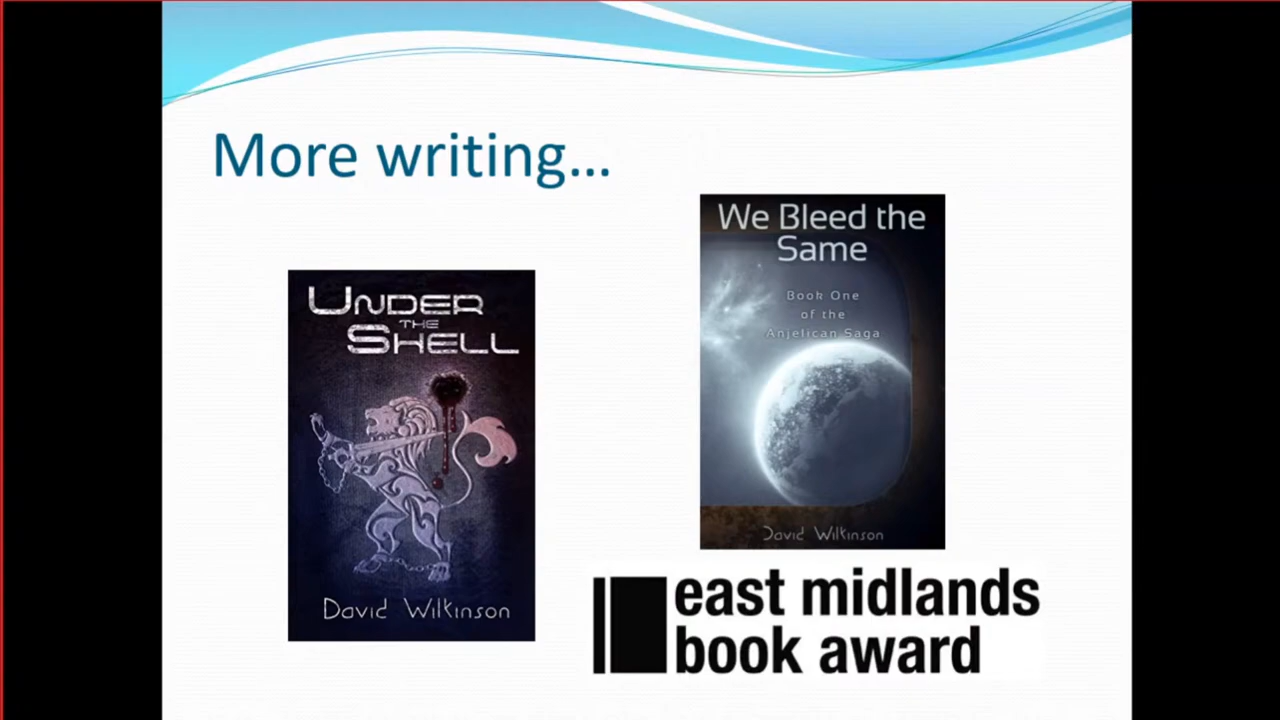 More writing...
UNDER
THE
SHELL
David Wilkinson
We Bleed the
Same
Book One
of the
Anjelican Saga
David Wilkinson
east midlands
book award